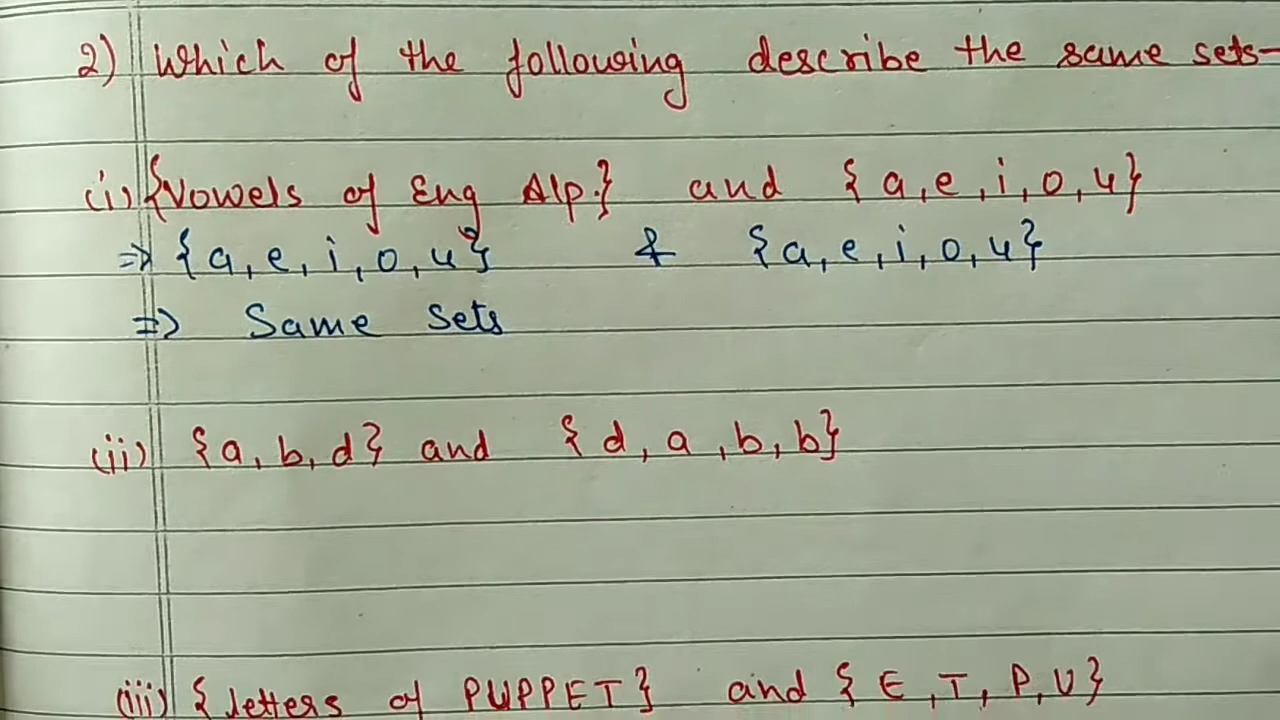 2) Which of the following describe the same sets-
(i) {Vowels of Eng Alp.} and {a, e, i, o, u}
=> {a, e, i, o, u} & {a, e, i, o, u}
=> Same sets
(ii) {a, b, d} and {d, a, b, b}
(iii) {letters of PUPPET} and {E, T, P, U}